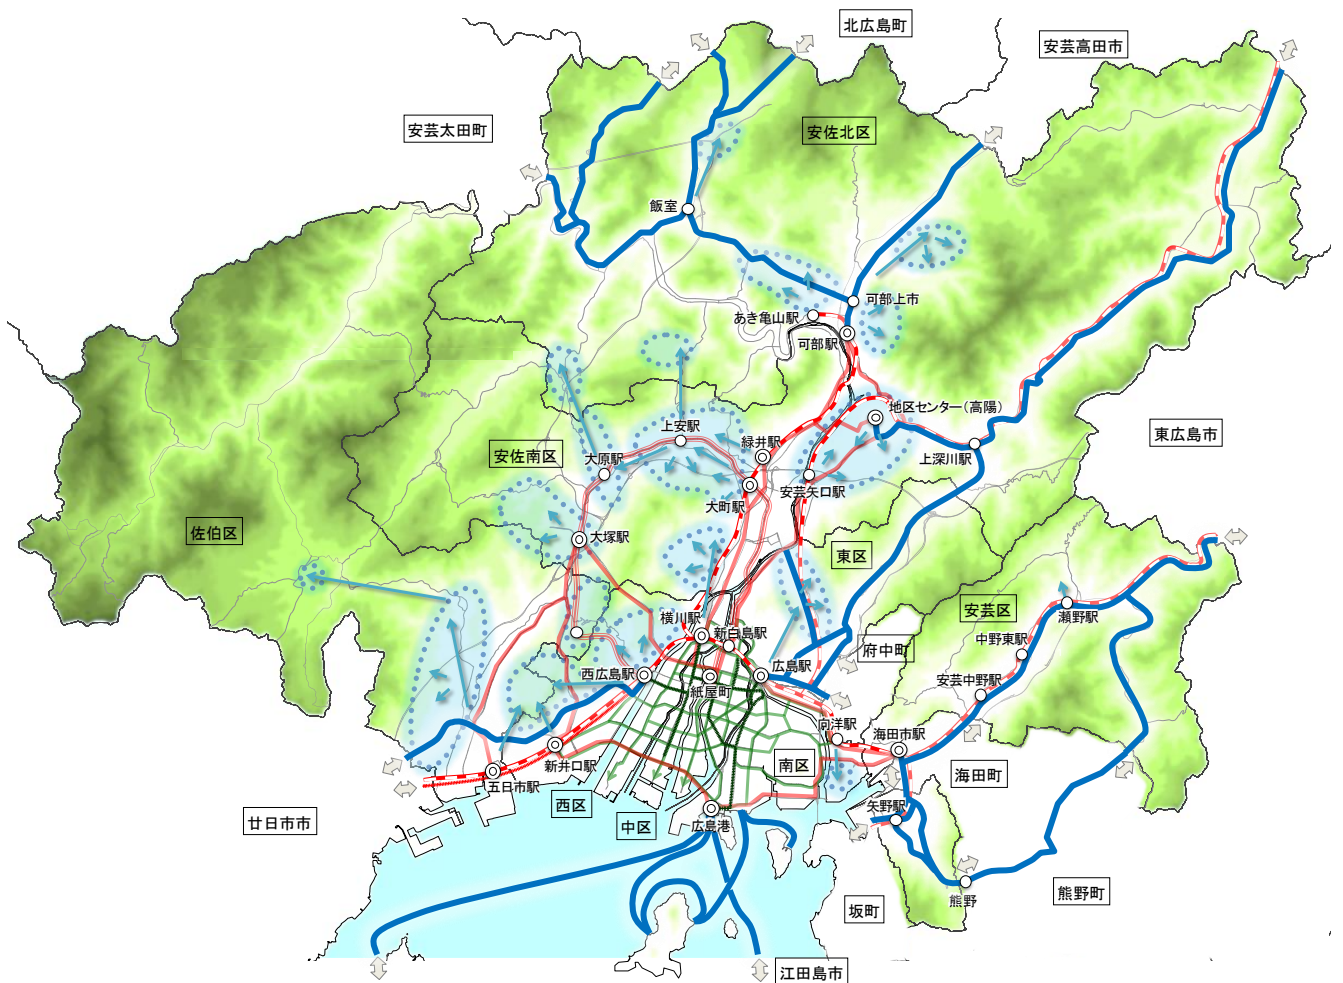 北広島町
安芸高田市
安芸太田町
安佐北区
飯室
可部上市
あき亀山駅
可部駅
地区センター(高陽)
東広島市
上安駅
緑井駅
安佐南区
大原駅
上深川駅
安芸矢口駅
大町駅
佐伯区
大塚駅
東区
安芸区
瀬野駅
横川駅
新白島駅
中野東駅
府中町
西広島駅
広島駅
安芸中野駅
紙屋町
向洋駅
海田市駅
新井口駅
南区
海田町
五日市駅
西区
矢野駅
廿日市市
中区
広島港
熊野町
熊野
坂町
江田島市